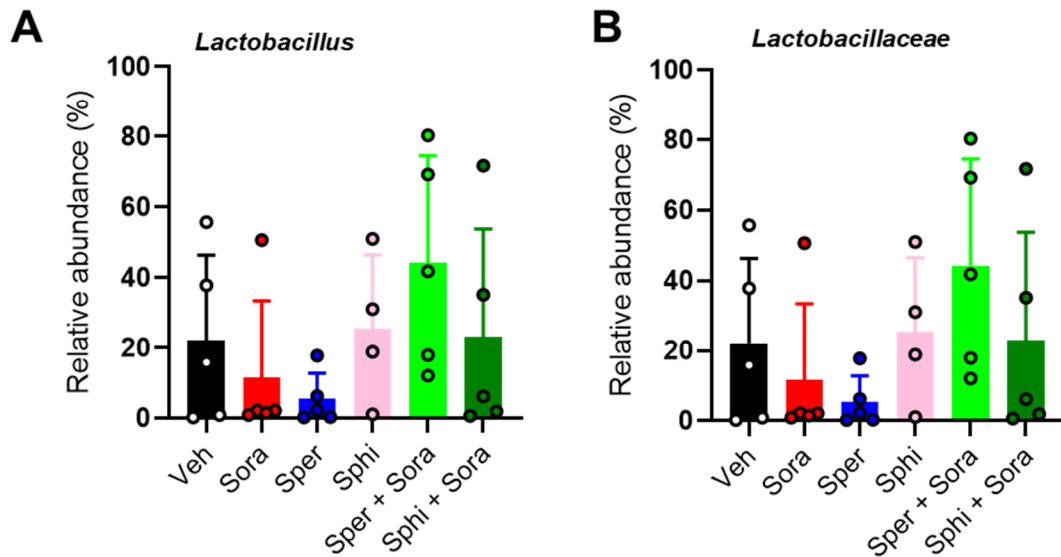 A
Lactobacillus
Relative abundance (%)
100
80
60
40
20
0
Veh
Sora
Sper
Sphi
Sper + Sora
Sphi + Sora
B
Lactobacillaceae
Relative abundance (%)
100
80
60
40
20
0
Veh
Sora
Sper
Sphi
Sper + Sora
Sphi + Sora